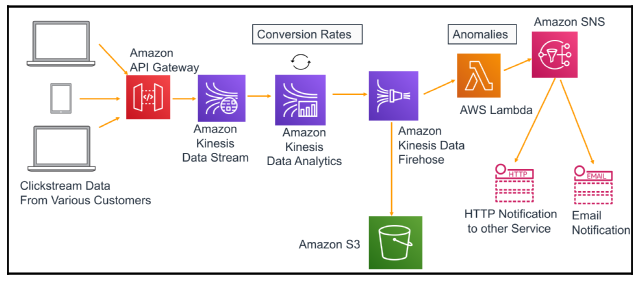 Conversion Rates
Anomalies
Amazon SNS
Amazon
API Gateway
</>
AWS Lambda
Amazon
Kinesis
Data Stream
Amazon
Kinesis
Data Analytics
Amazon
Kinesis Data
Firehose
Clickstream Data
From Various Customers
HTTP
EMAIL
HTTP Notification
to other Service
Email
Notification
Amazon S3